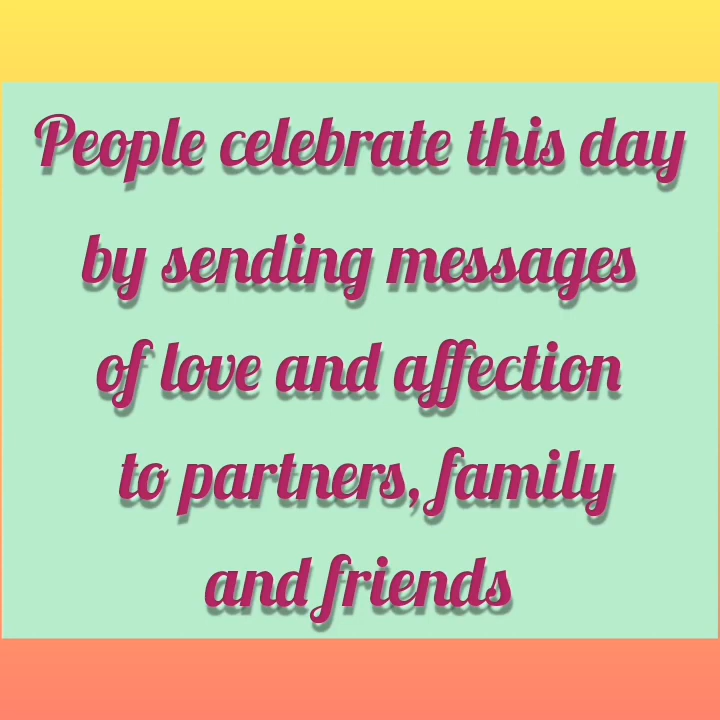 People celebrate this day
by sending messages
of love and affection
to partners, family
and friends